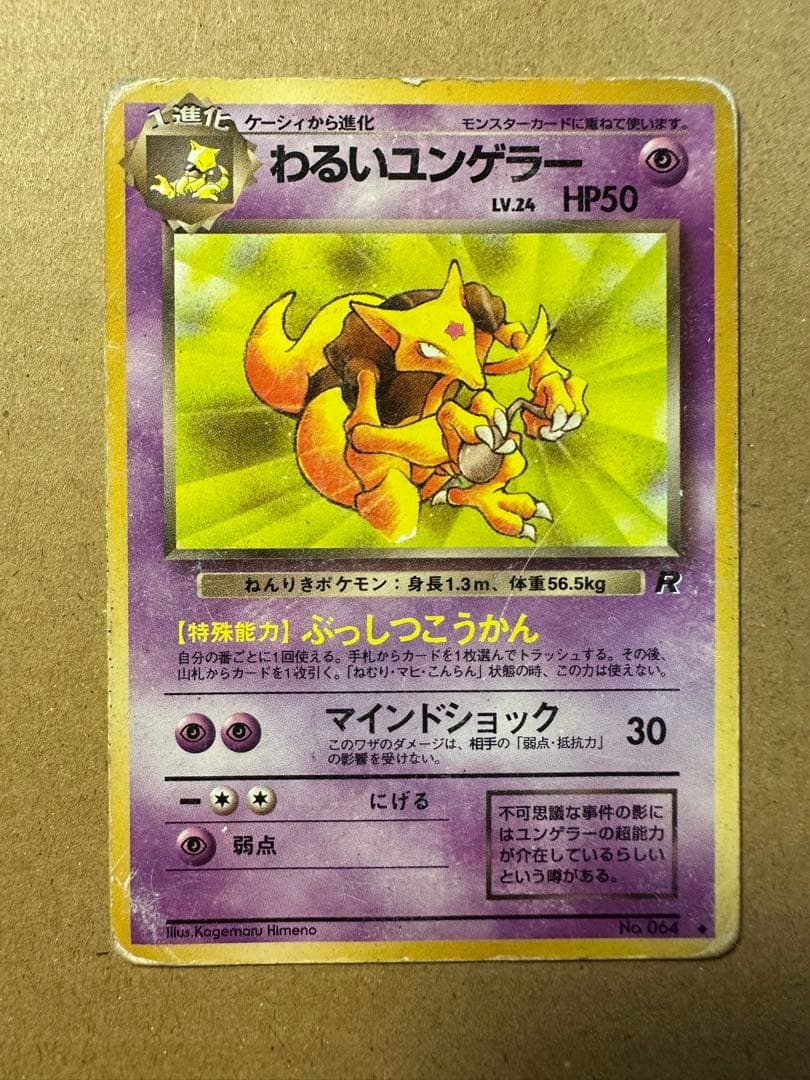 1進化
ケーシィから進化
モンスターカードに重ねて使います。
わるいユンゲラー
LV.24 HP50
ねんりきポケモン：身長1.3m、体重56.5kg
R
【特殊能力】ぶっしつこうかん
自分の番ごとに1回使える。手札からカードを1枚選んでトラッシュする。その後、
山札からカードを1枚引く。「ねむり・マヒ・こんらん」状態の時、この力は使えない。
マインドショック 30
このワザのダメージは、相手の「弱点・抵抗力」
の影響を受けない。
ー にげる
弱点
不可思議な事件の影に
はユンゲラーの超能力
が介在しているらしい
という噂がある。
Illus.Kagemaru Himeno
No. 064